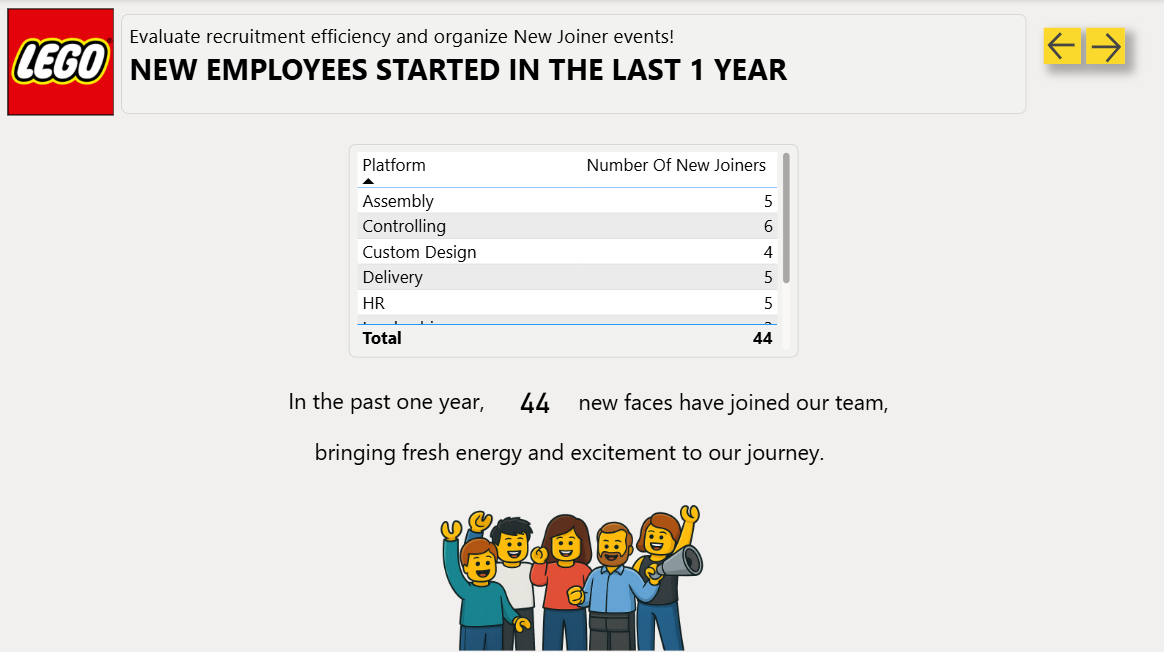 LEGO
Evaluate recruitment efficiency and organize New Joiner events!
NEW EMPLOYEES STARTED IN THE LAST 1 YEAR
Platform Number Of New Joiners
Assembly 5
Controlling 6
Custom Design 4
Delivery 5
HR 5
Total 44
In the past one year, 44 new faces have joined our team,
bringing fresh energy and excitement to our journey.